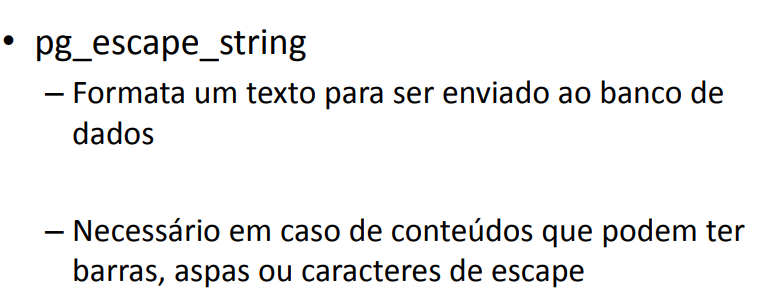 • pg_escape_string
– Formata um texto para ser enviado ao banco de
dados
– Necessário em caso de conteúdos que podem ter
barras, aspas ou caracteres de escape